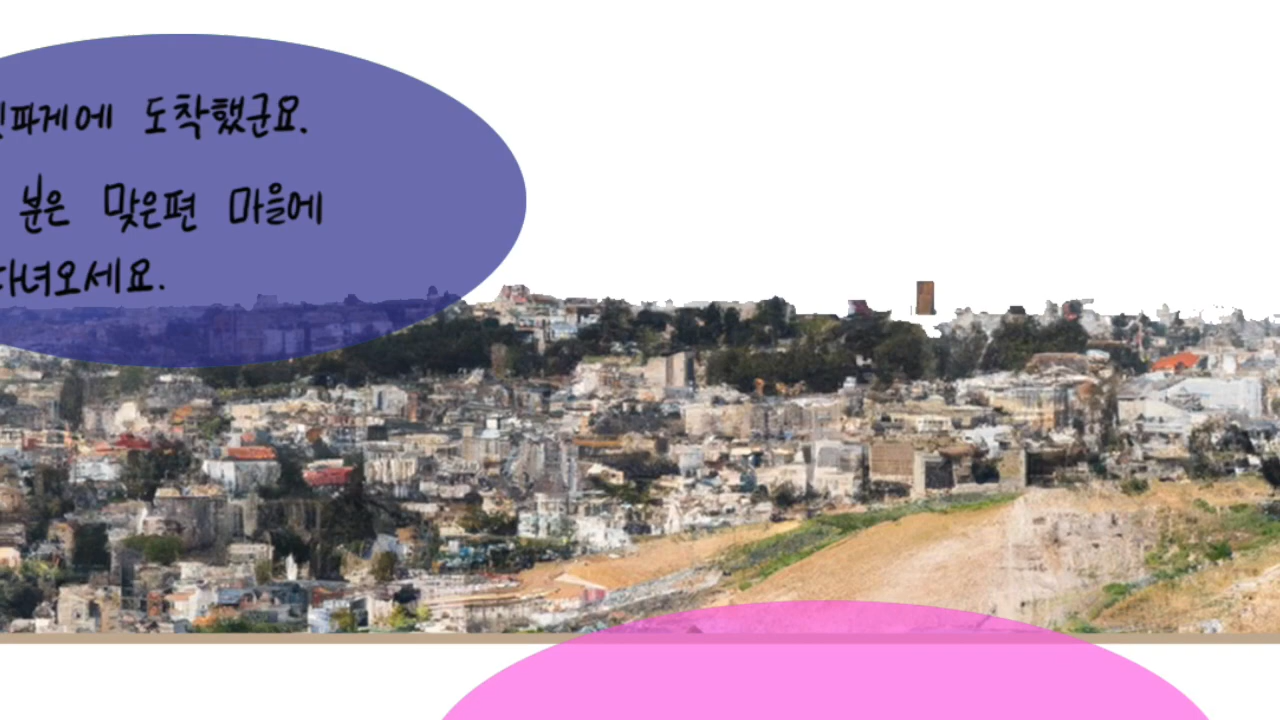 파게에 도착했군요.
분은 맞은편 마을에
다녀오세요.